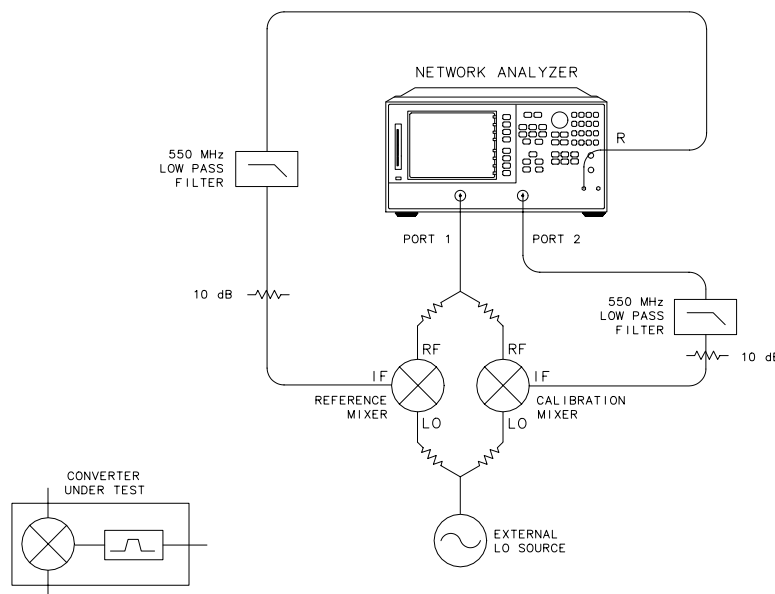 NETWORK ANALYZER
R
550 MHz
LOW PASS
FILTER
PORT 1
PORT 2
10 dB
550 MHz
LOW PASS
FILTER
10 dB
RF
RF
IF
IF
REFERENCE
MIXER
CALIBRATION
MIXER
LO
LO
CONVERTER
UNDER TEST
EXTERNAL
LO SOURCE